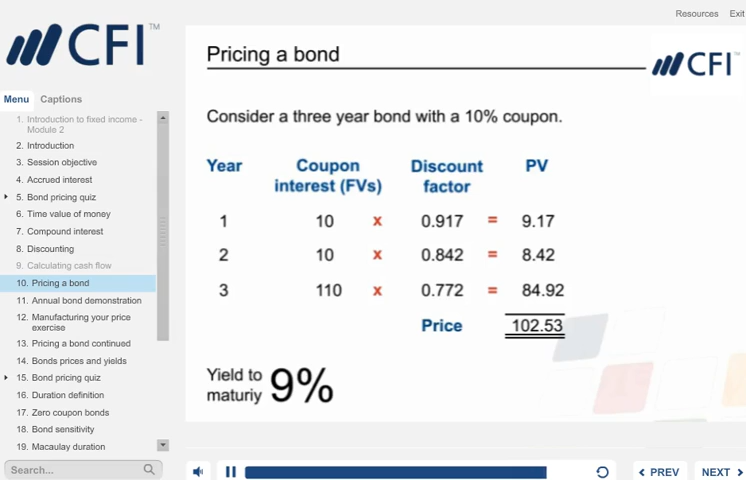 Resources Exit
CFI™
Menu Captions
1. Introduction to fixed income -
Module 2
2. Introduction
3. Session objective
4. Accrued interest
5. Bond pricing quiz
6. Time value of money
7. Compound interest
8. Discounting
9. Calculating cash flow
10. Pricing a bond
11. Annual bond demonstration
12. Manufacturing your price
exercise
13. Pricing a bond continued
14. Bonds prices and yields
15. Bond pricing quiz
16. Duration definition
17. Zero coupon bonds
18. Bond sensitivity
19. Macaulay duration
Search...
Pricing a bond
CFI™
Consider a three year bond with a 10% coupon.
Year Coupon interest (FVs) Discount factor PV
1 10 x 0.917 = 9.17
2 10 x 0.842 = 8.42
3 110 x 0.772 = 84.92
Price 102.53
Yield to
maturiy 9%
PREV NEXT